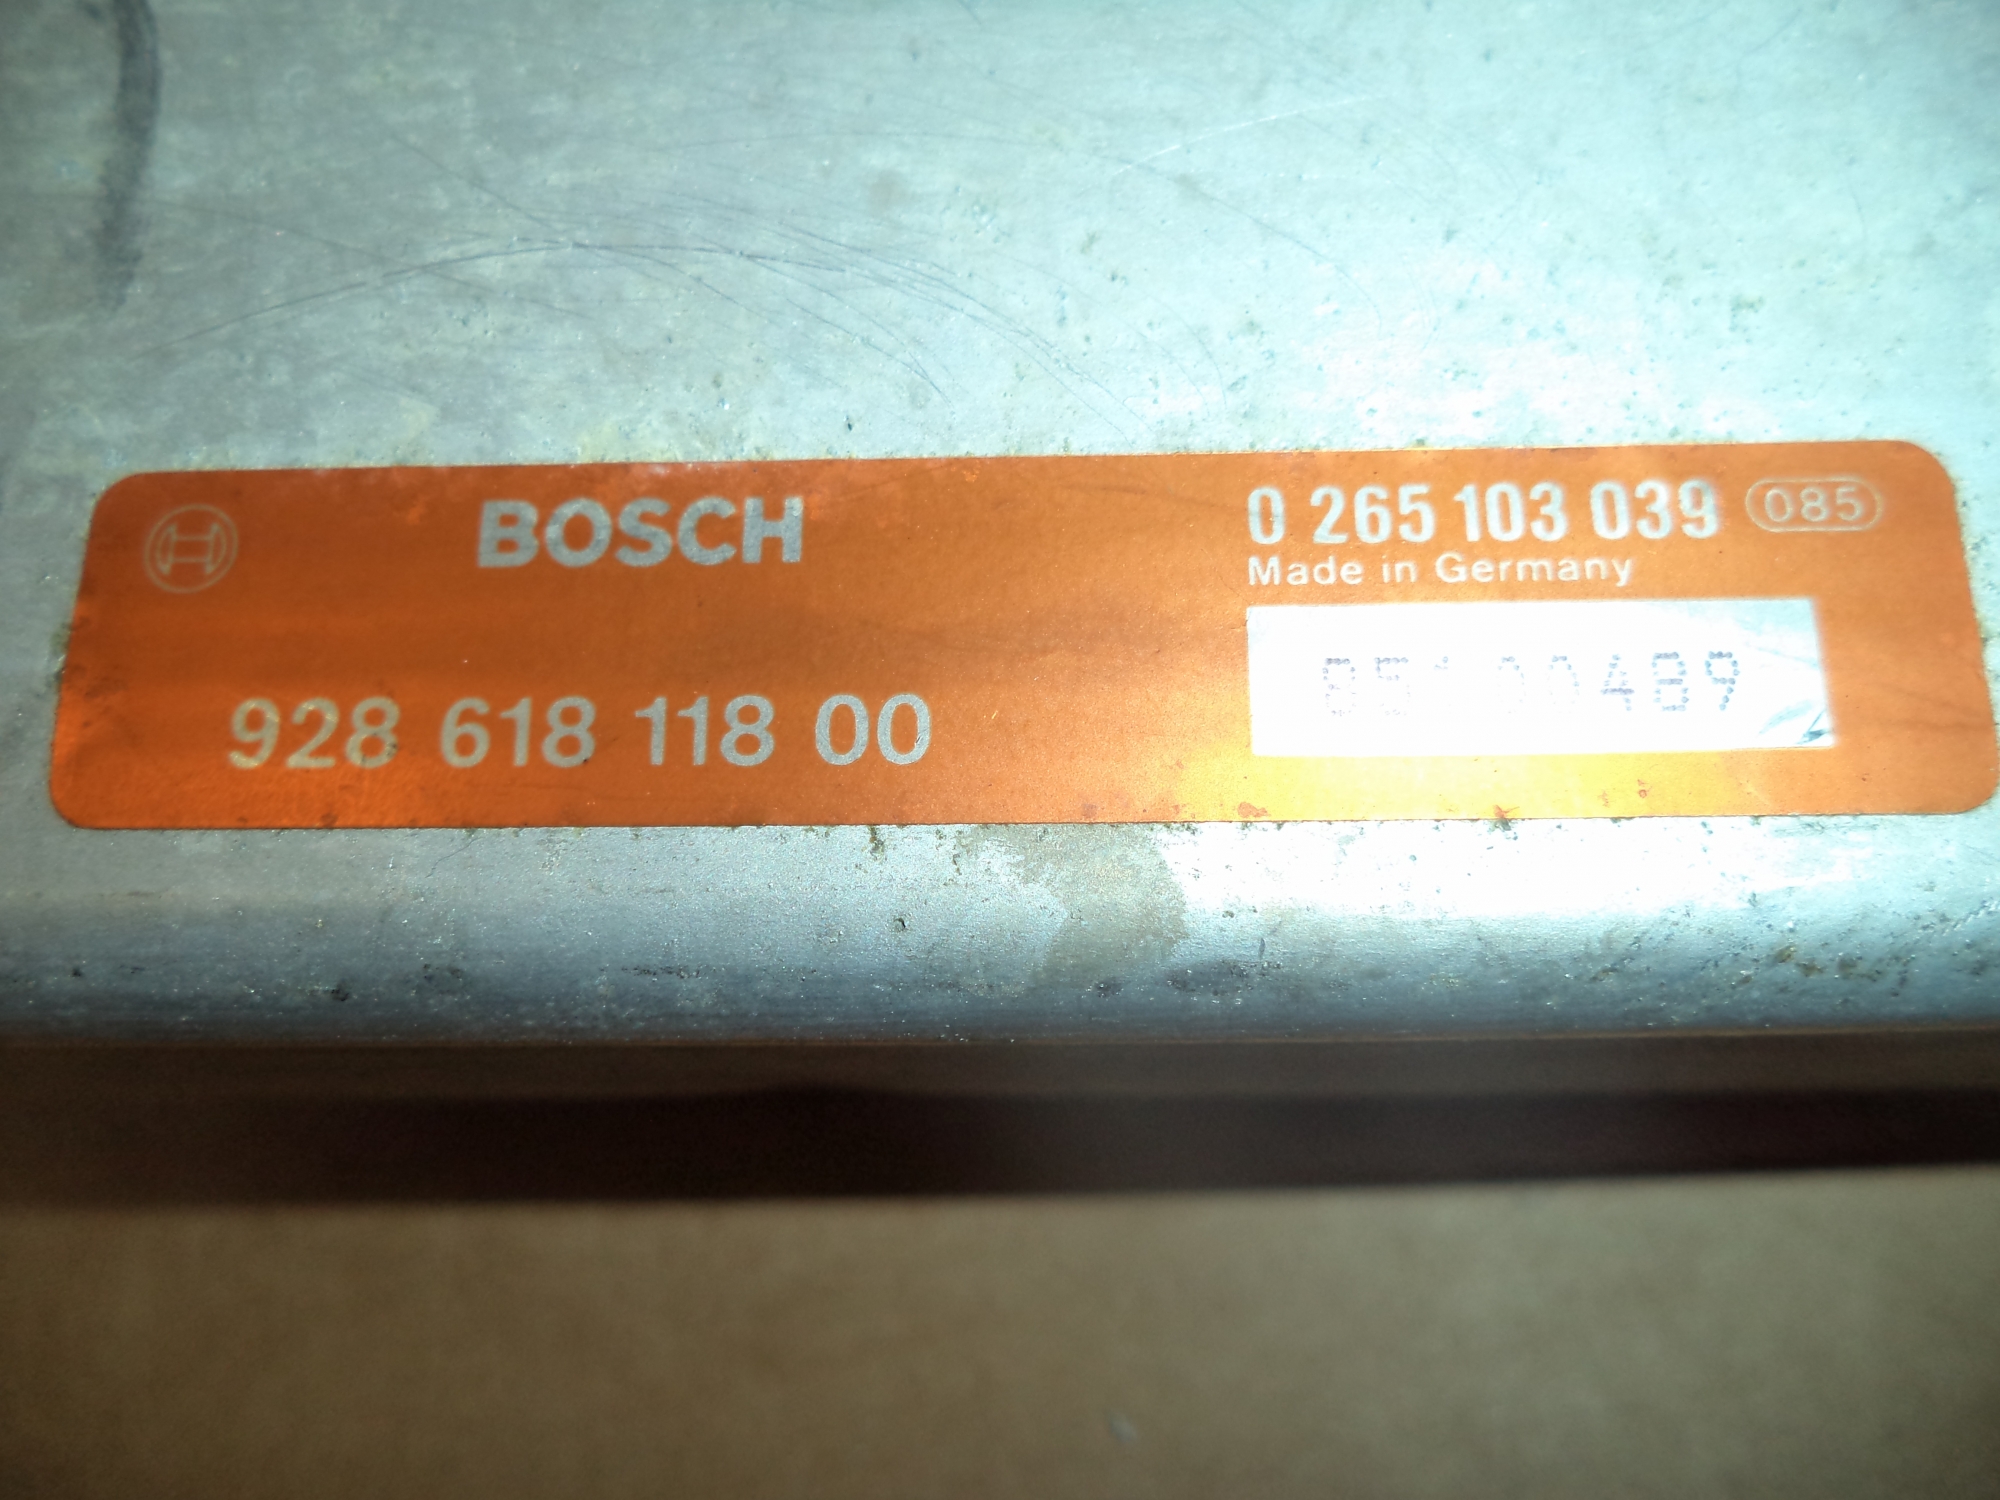 BOSCH
0 265 103 039 085
Made in Germany
928 618 118 00